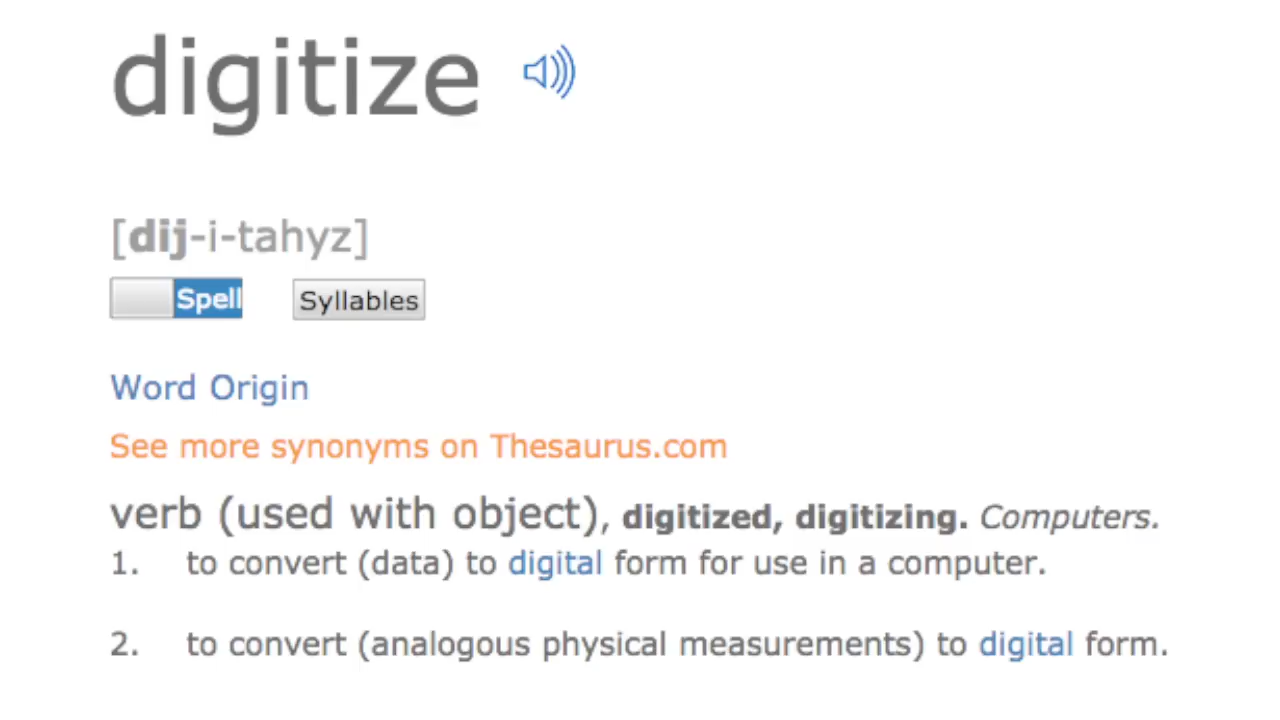 digitize
[dij-i-tahyz]
Spell Syllables
Word Origin
See more synonyms on Thesaurus.com
verb (used with object), digitized, digitizing. Computers.
1. to convert (data) to digital form for use in a computer.
2. to convert (analogous physical measurements) to digital form.